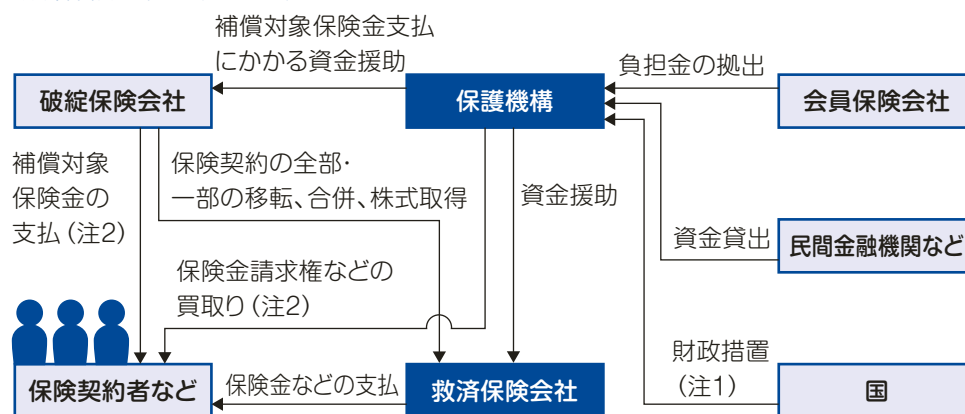 補償対象保険金支払
にかかる資金援助
負担金の拠出
破綻保険会社
保護機構
会員保険会社
補償対象
保険金の
支払(注2)
保険契約の全部・
一部の移転、合併、株式取得
資金援助
資金貸出
民間金融機関など
保険金請求権などの
買取り(注2)
財政措置
(注1)
保険契約者など
保険金などの支払
救済保険会社
国